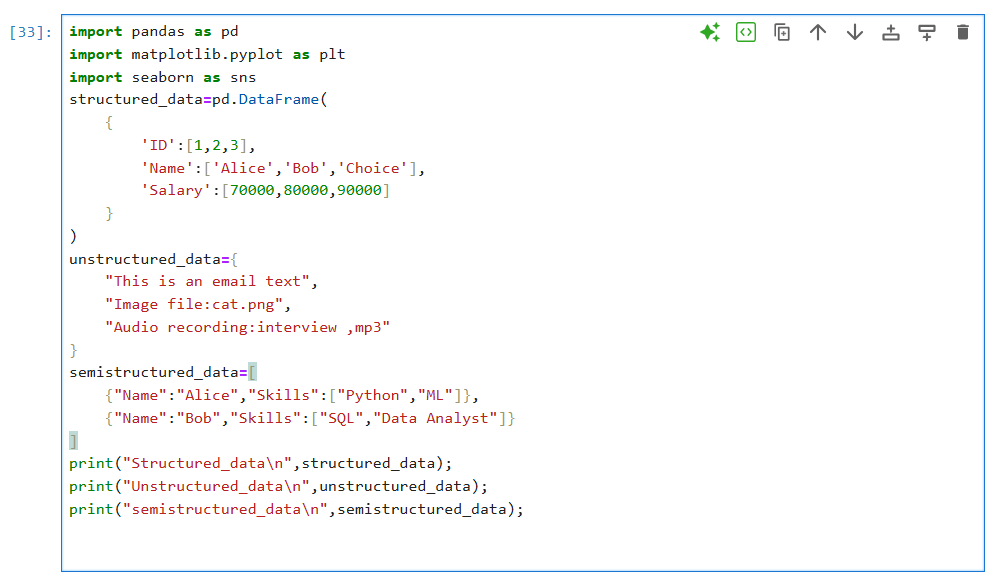 [33]:
import pandas as pd
import matplotlib.pyplot as plt
import seaborn as sns
structured_data=pd.DataFrame(
    {
        'ID':[1,2,3],
        'Name':['Alice','Bob','Choice'],
        'Salary':[70000,80000,90000]
    }
)
unstructured_data={
    "This is an email text",
    "Image file:cat.png",
    "Audio recording:interview ,mp3"
}
semistructured_data=[
    {"Name":"Alice","Skills":["Python","ML"]},
    {"Name":"Bob","Skills":["SQL","Data Analyst"]}
]
print("Structured_data\n",structured_data);
print("Unstructured_data\n",unstructured_data);
print("semistructured_data\n",semistructured_data);